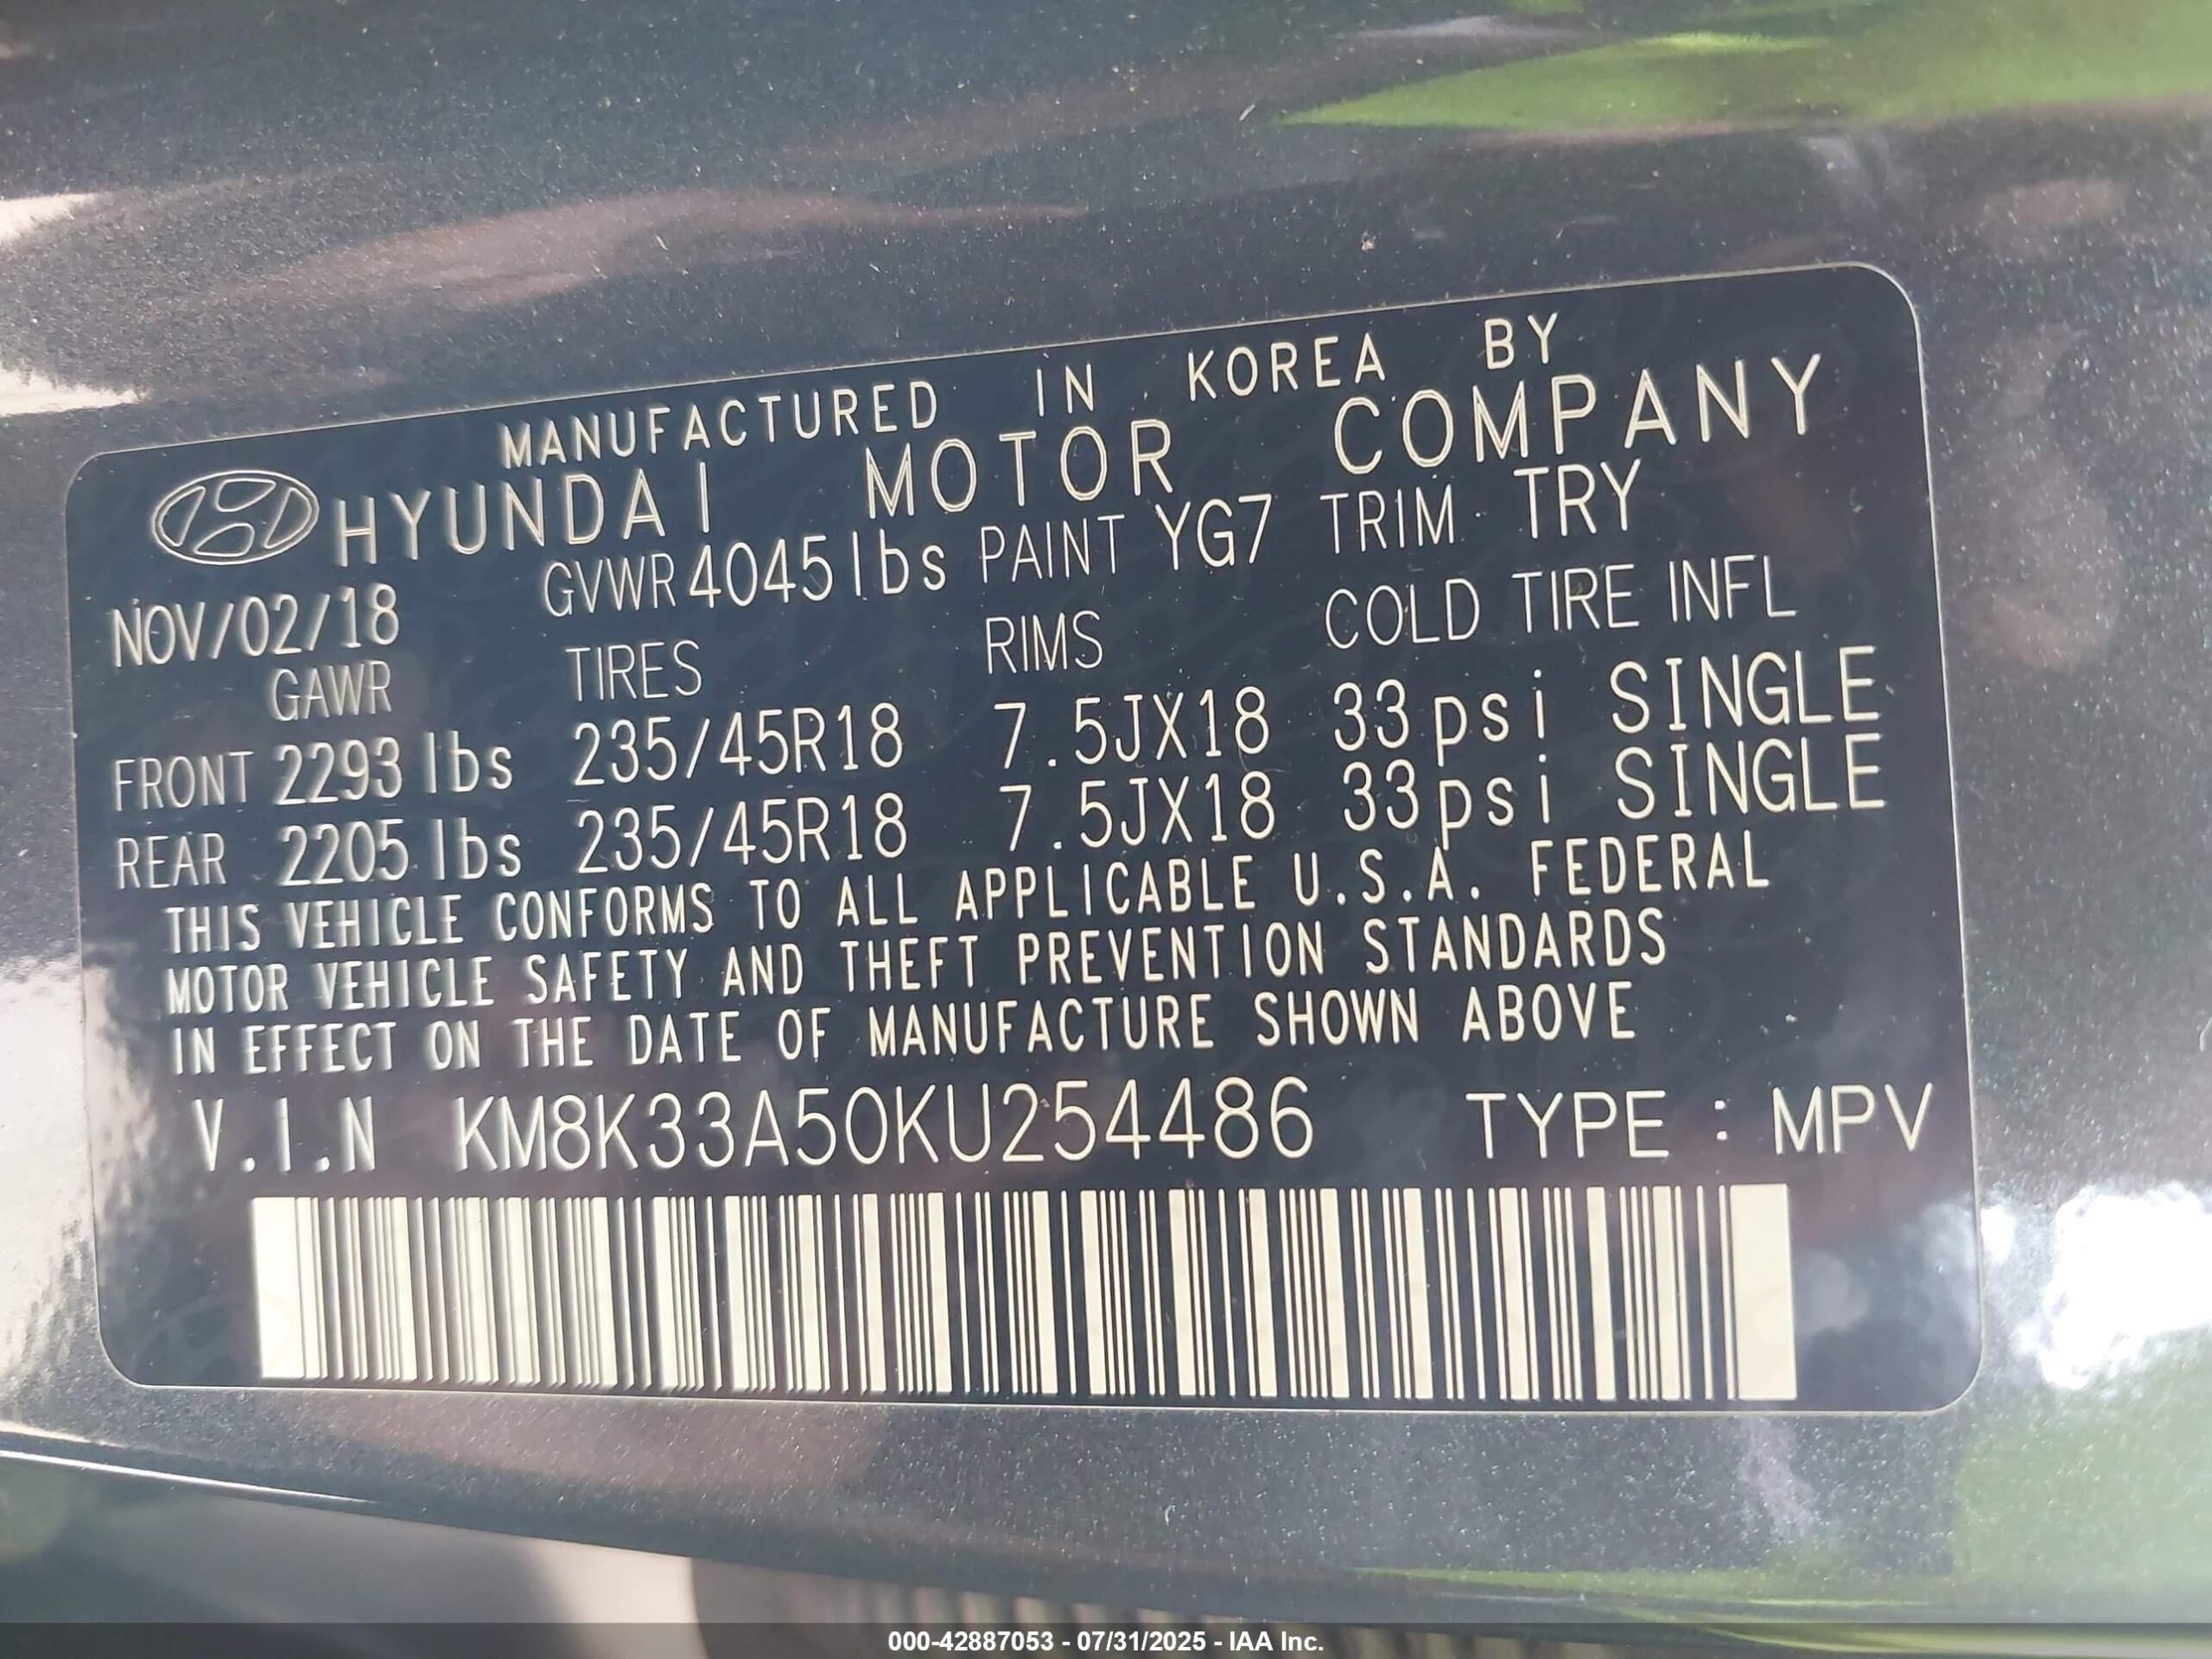 MANUFACTURED IN KOREA BY
HYUNDAI MOTOR COMPANY
NOV/02/18 GVWR 4045 lbs PAINT YG7 TRIM TRY
GAWR TIRES RIMS COLD TIRE INFL
FRONT 2293 lbs 235/45R18 7.5JX18 33psi SINGLE
REAR 2205 lbs 235/45R18 7.5JX18 33psi SINGLE
THIS VEHICLE CONFORMS TO ALL APPLICABLE U.S.A. FEDERAL
MOTOR VEHICLE SAFETY AND THEFT PREVENTION STANDARDS
IN EFFECT ON THE DATE OF MANUFACTURE SHOWN ABOVE
V.I.N KM8K33A50KU254486 TYPE : MPV
000-42887053 - 07/31/2025 - IAA Inc.